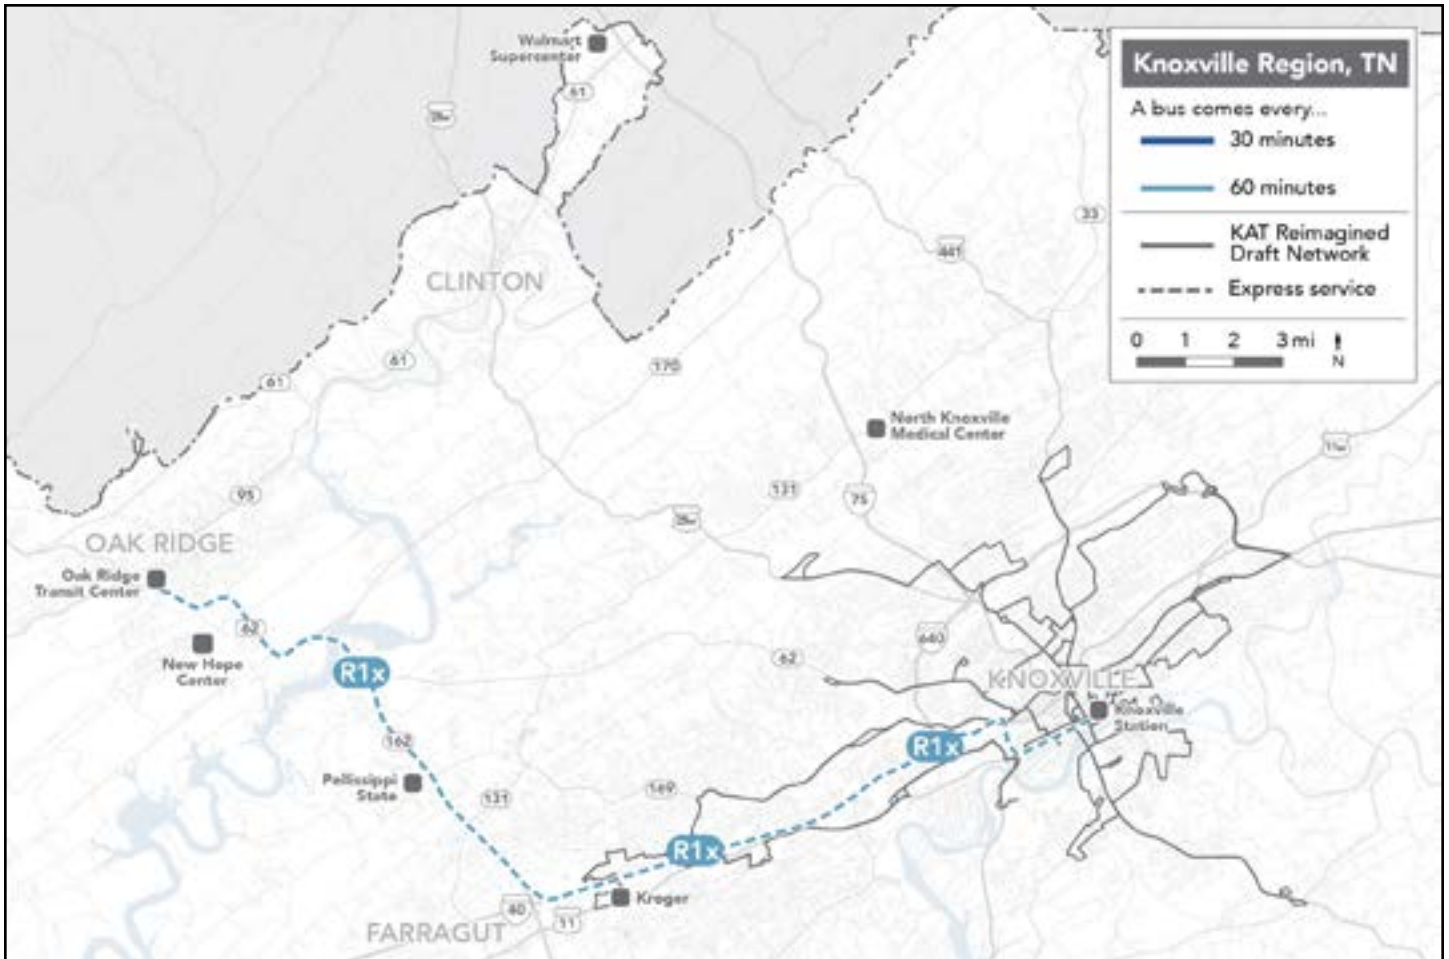 Walmart
Supercenter
61
25w
Knoxville Region, TN
A bus comes every...
30 minutes
60 minutes
KAT Reimagined
Draft Network
Express service
0 1 2 3 mi
N
33
441
CLINTON
61
170
61
North Knoxville
Medical Center
11w
95
131
75
25w
OAK RIDGE
Oak Ridge
Transit Center
62
New Hope
Center
R1x
640
62
KNOXVILLE
Knoxville
Station
162
R1x
Pellissippi
State
131
169
R1x
Kroger
40
11
FARRAGUT